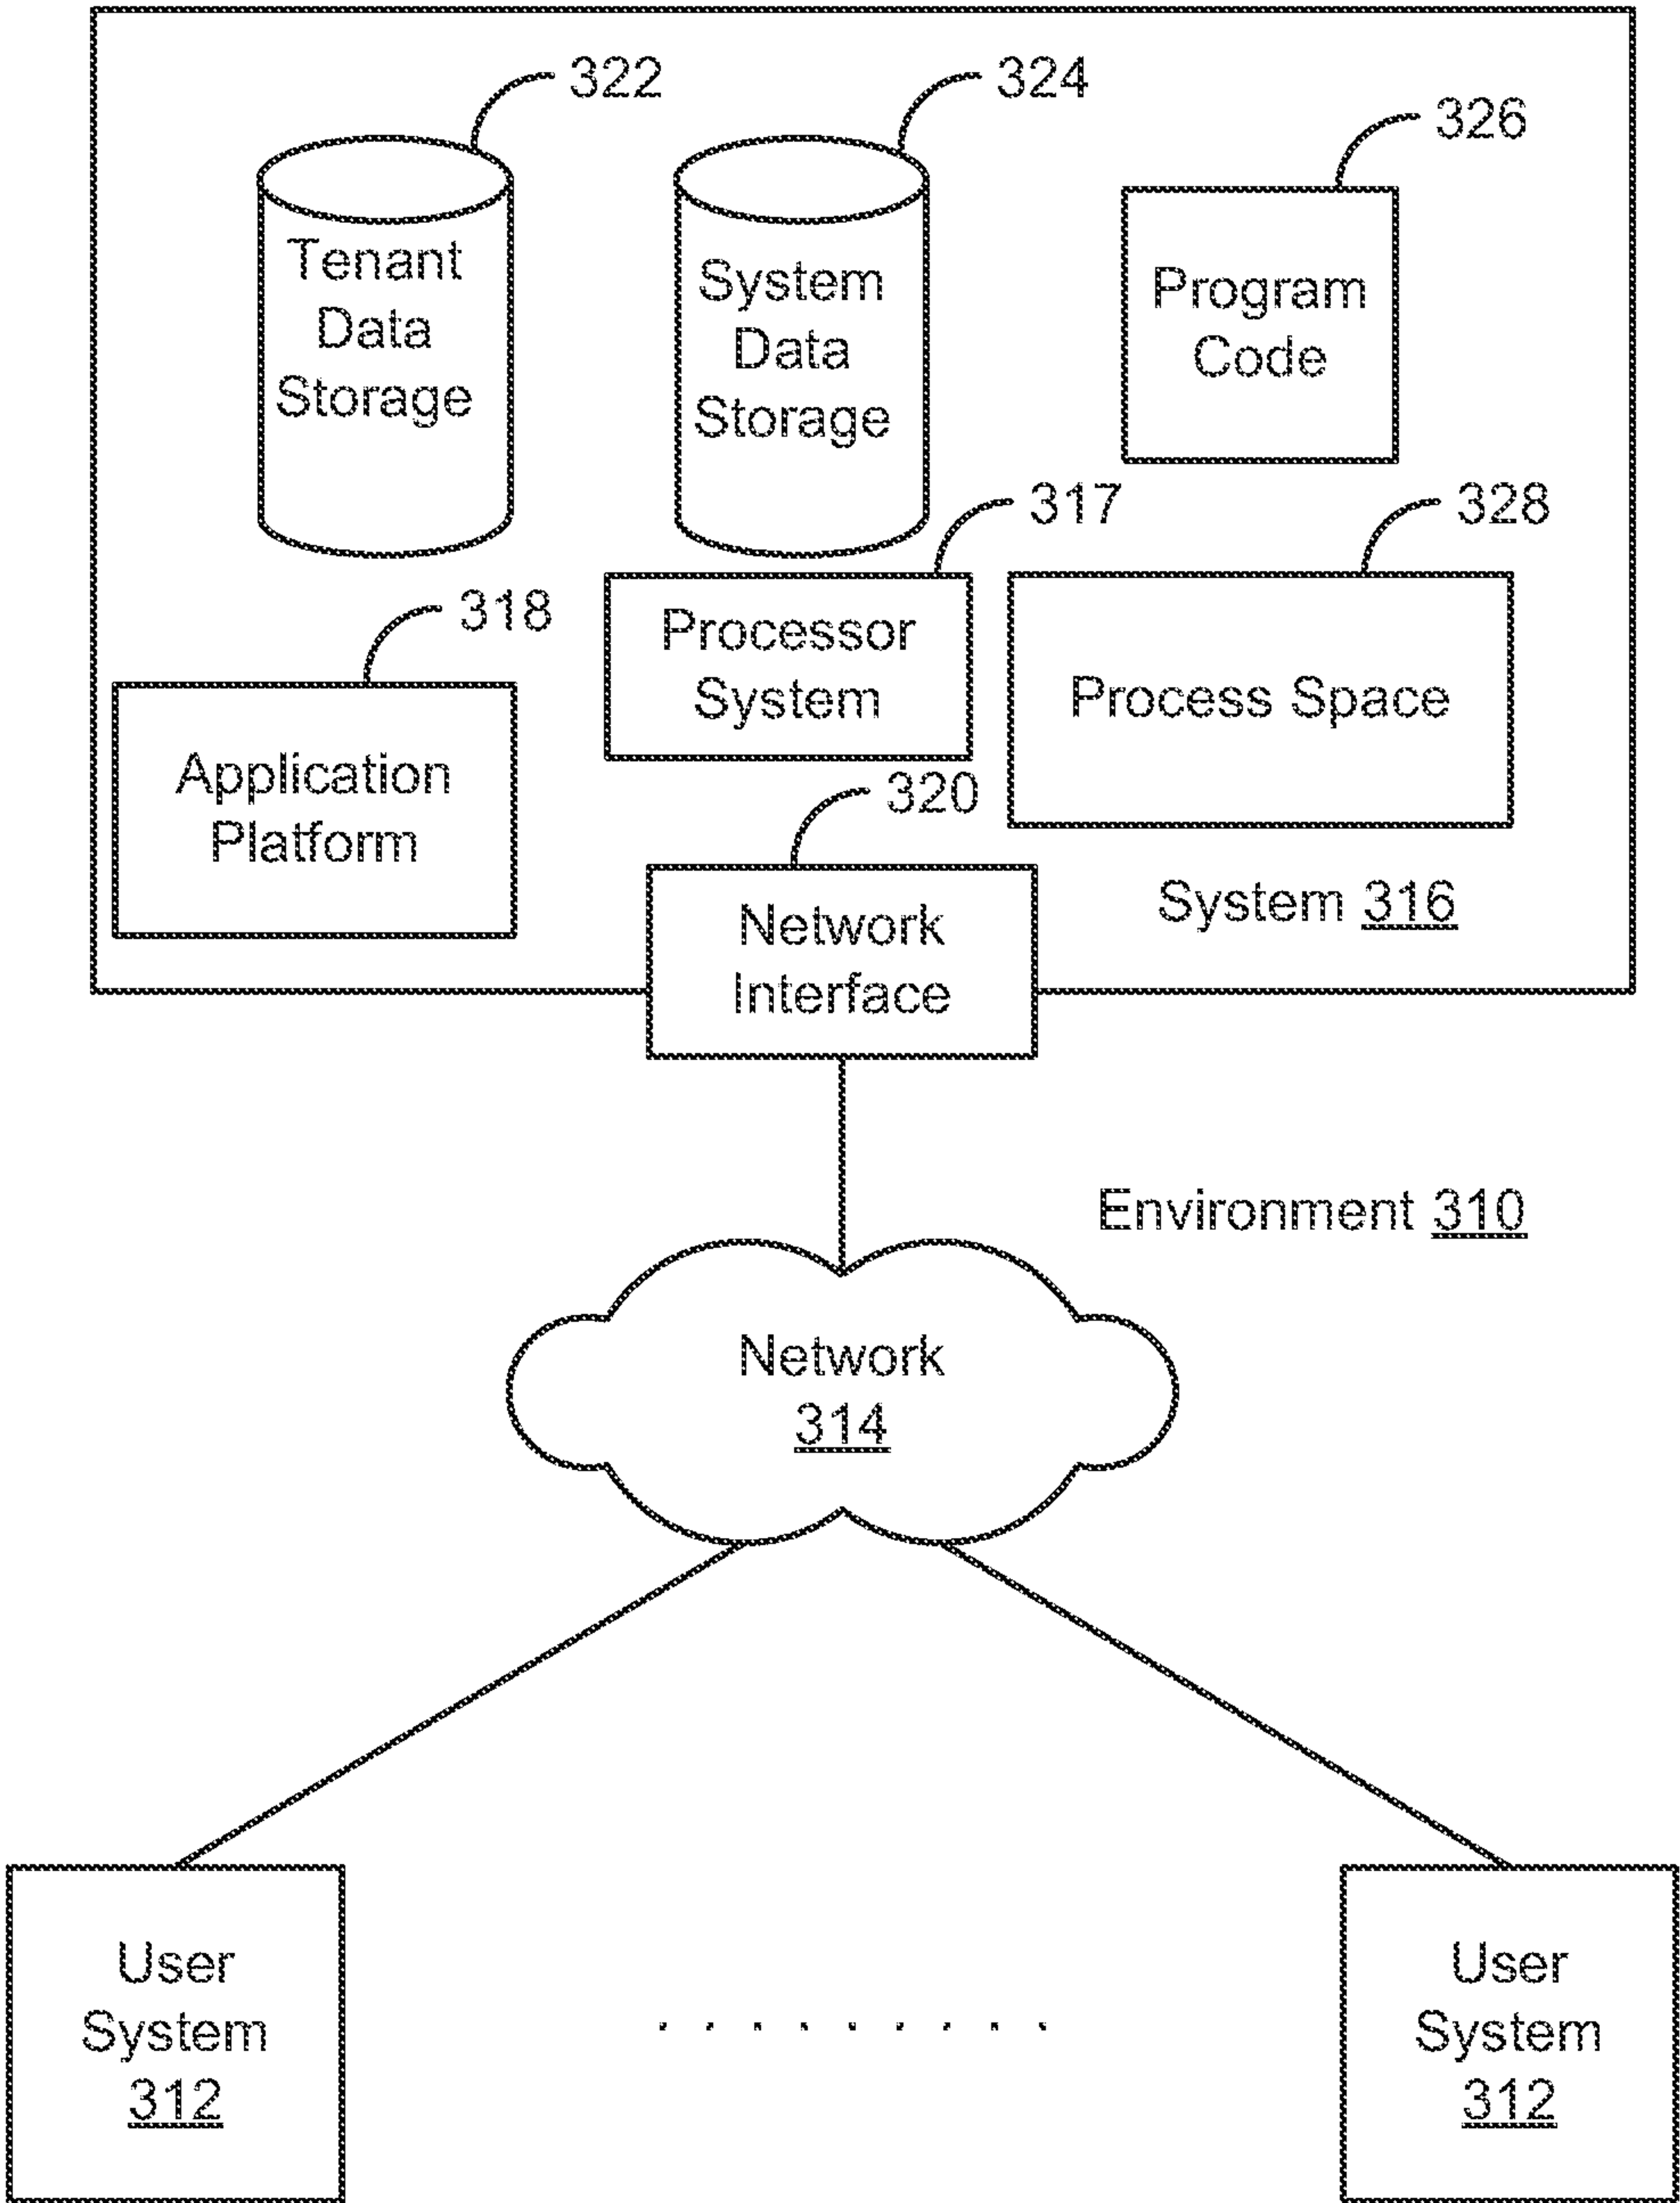 322
324
326
Tenant
Data
Storage
System
Data
Storage
Program
Code
317
328
318
Processor
System
Process Space
Application
Platform
320
Network
Interface
System 316
Environment 310
Network
314
User
System
312
. . . . . . . . .
User
System
312